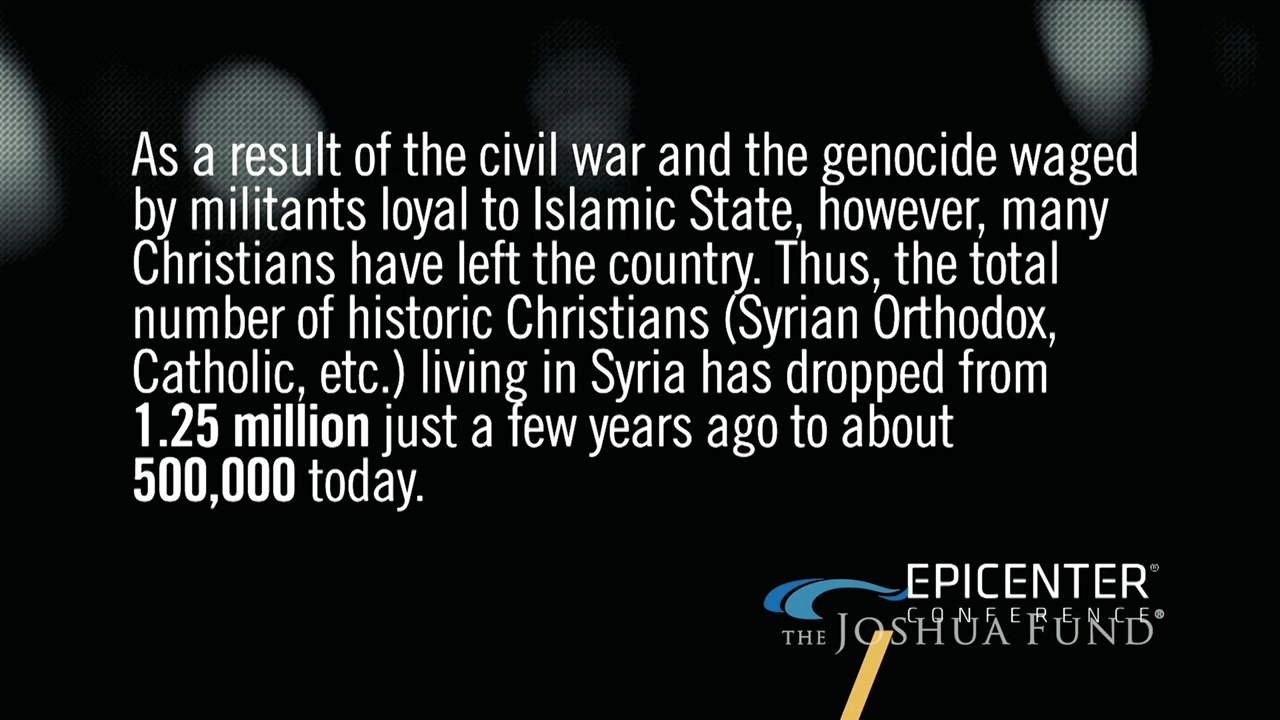 As a result of the civil war and the genocide waged
by militants loyal to Islamic State, however, many
Christians have left the country. Thus, the total
number of historic Christians (Syrian Orthodox,
Catholic, etc.) living in Syria has dropped from
1.25 million just a few years ago to about
500,000 today.
EPICENTER®
CONFERENCE®
THE JOSHUA FUND